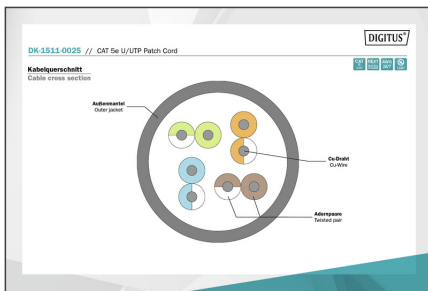 DIGITUS
DK-1511-0025 // CAT 5e U/UTP Patch Cord
Kabelquerschnitt
Cable cross section
Außenmantel
Outer jacket
Cu-Draht
Cu-Wire
Adernpaare
Twisted pair